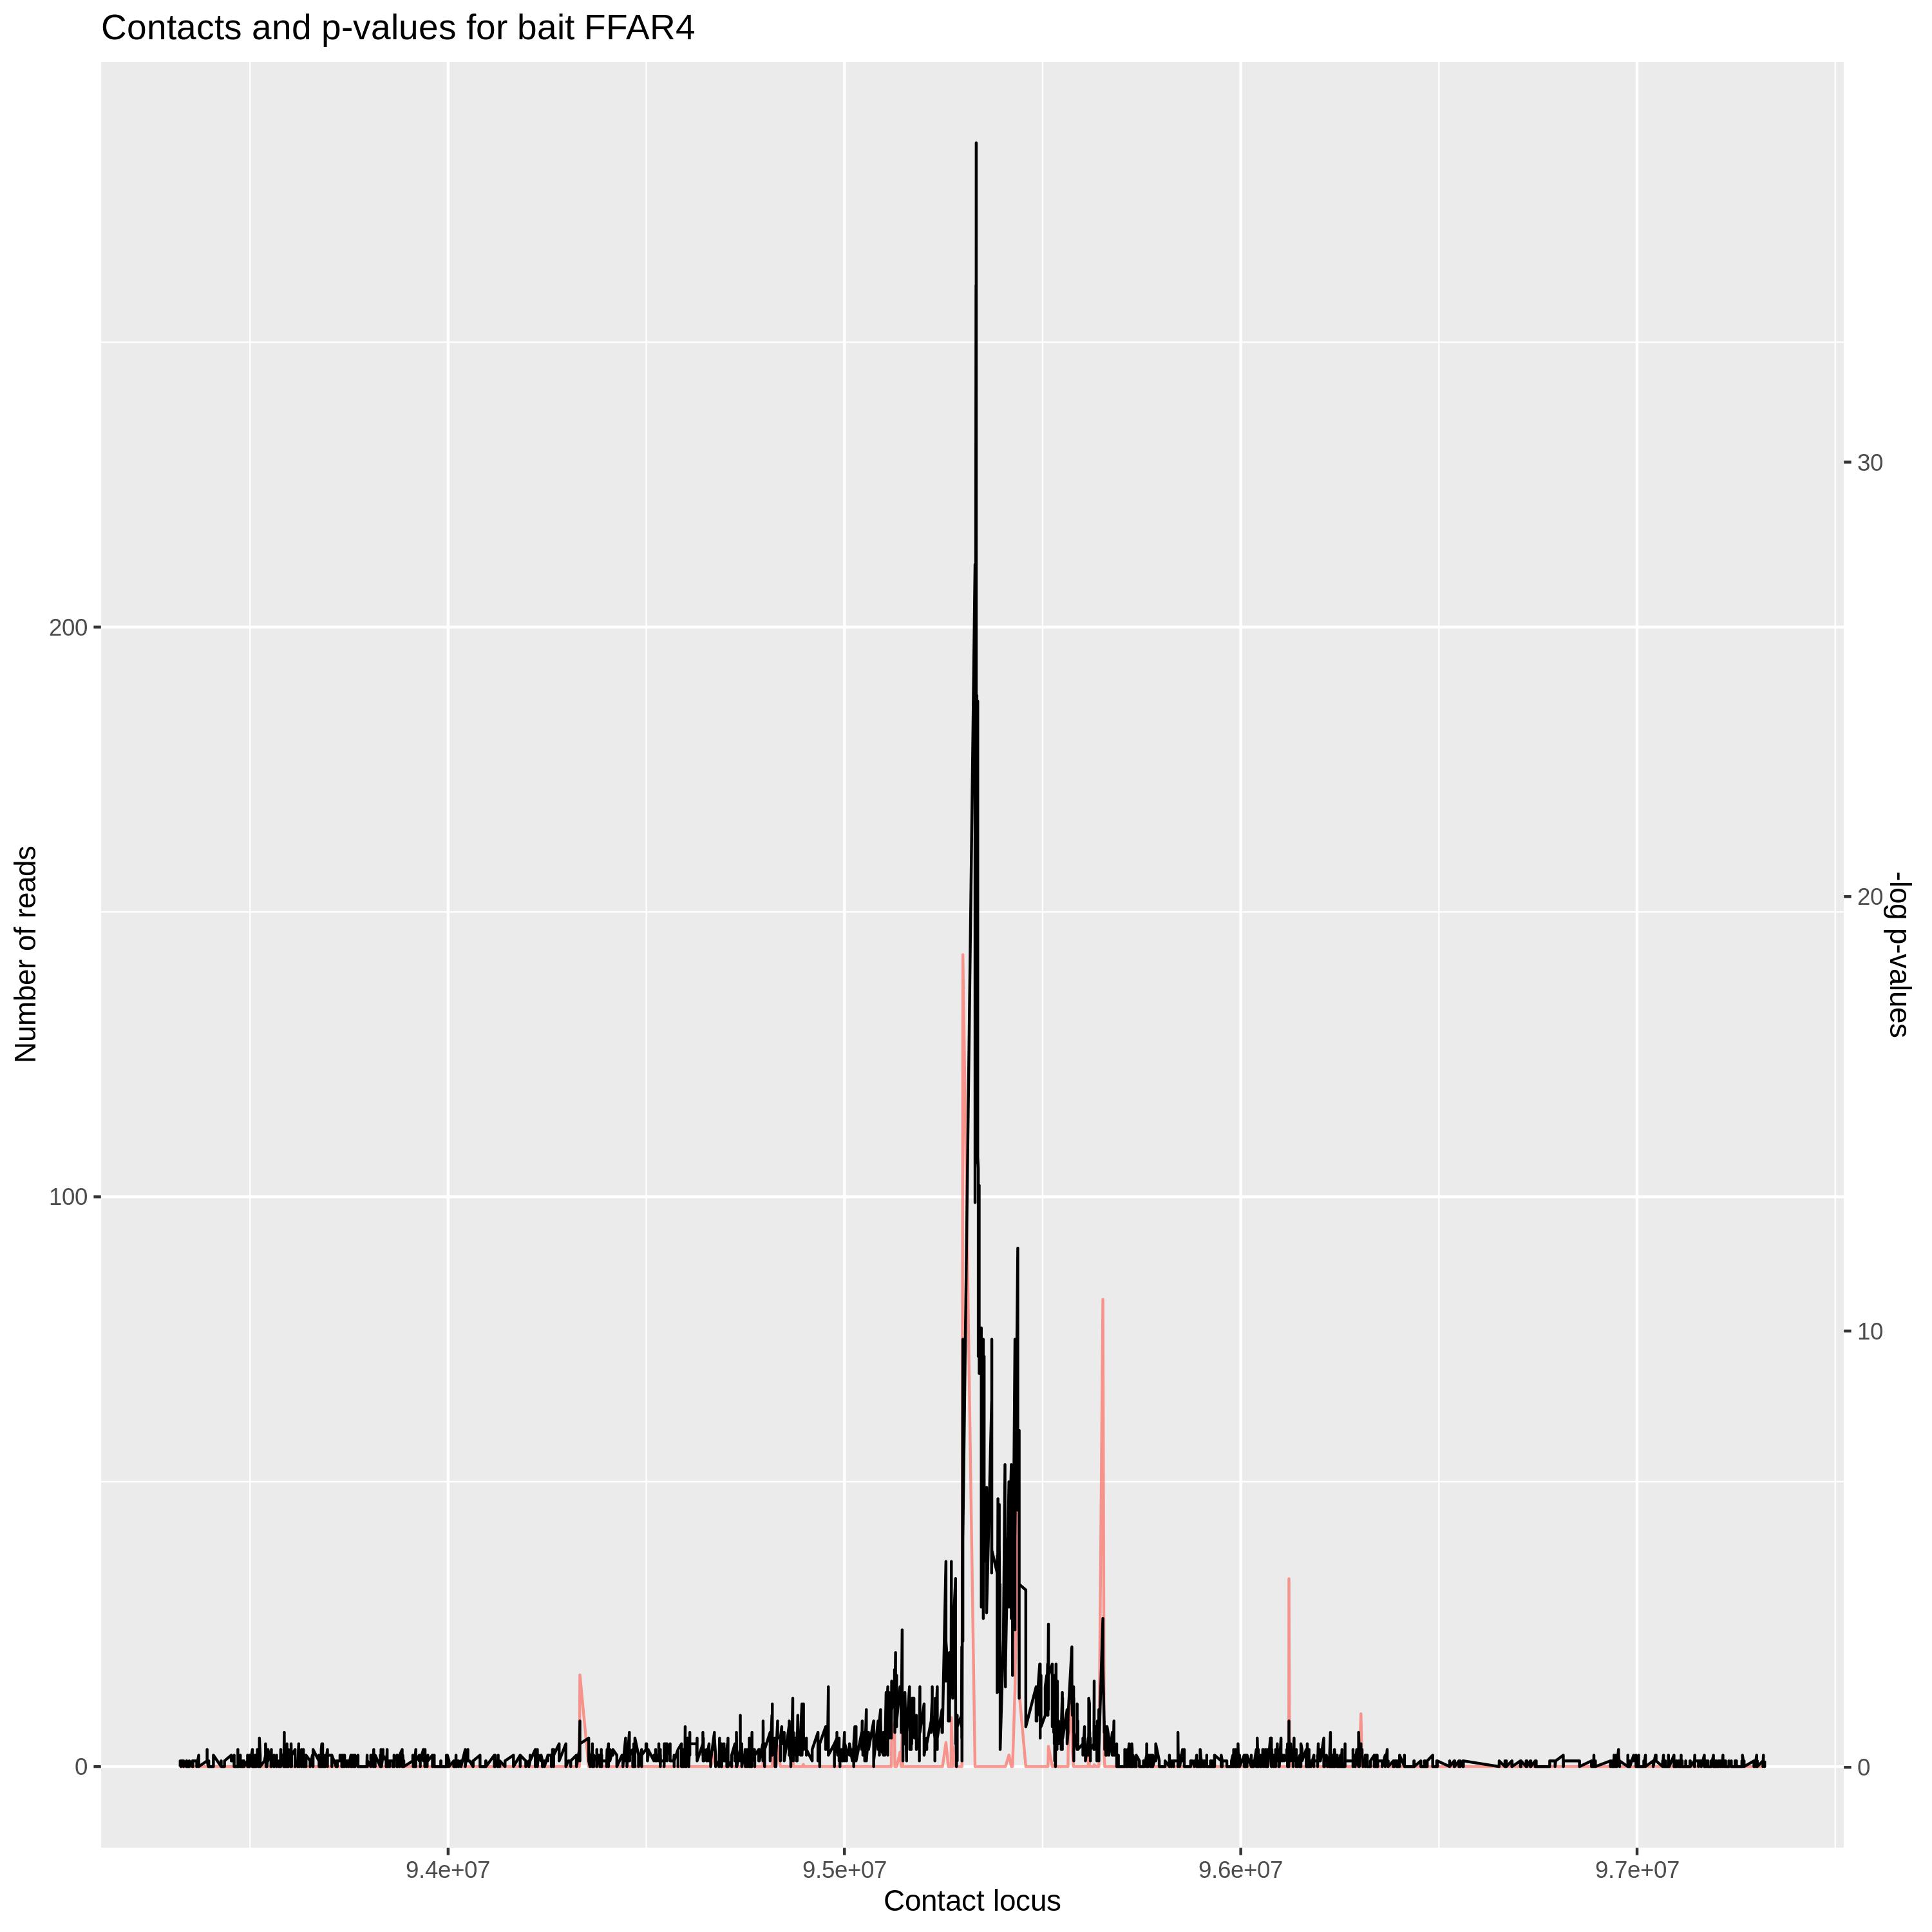 Contacts and p-values for bait FFAR4
Number of reads
200
100
0
30
20
10
0
-log p-values
9.4e+07
9.5e+07
9.6e+07
9.7e+07
Contact locus